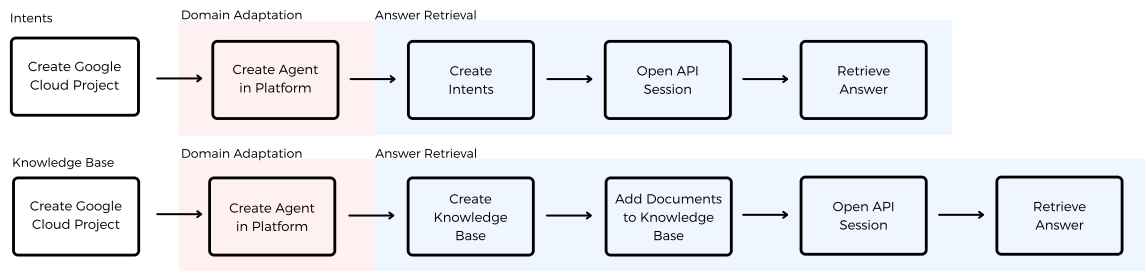 Intents
Domain Adaptation
Answer Retrieval
Create Google
Cloud Project
Create Agent
in Platform
Create
Intents
Open API
Session
Retrieve
Answer
Knowledge Base
Domain Adaptation
Answer Retrieval
Create Google
Cloud Project
Create Agent
in Platform
Create
Knowledge
Base
Add Documents
to Knowledge
Base
Open API
Session
Retrieve
Answer